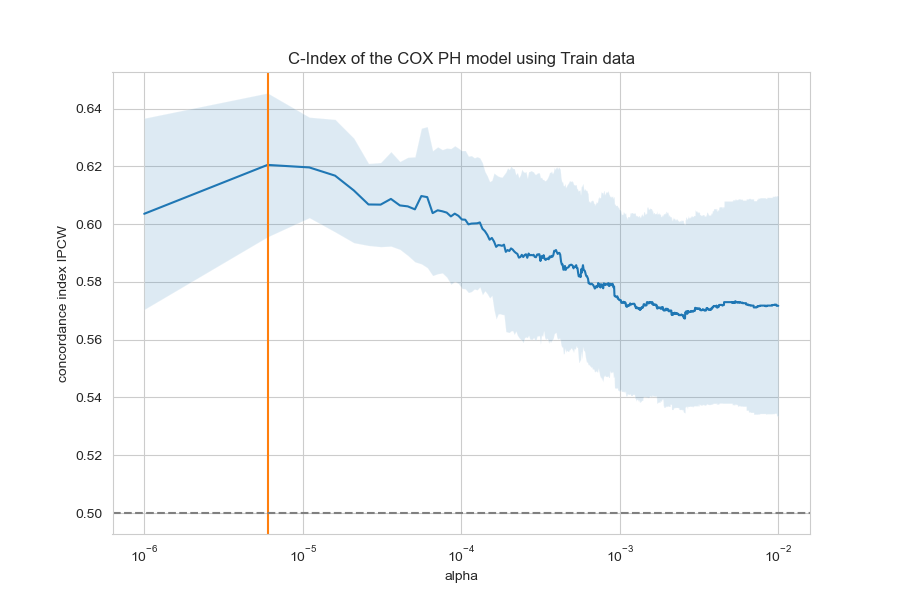 C-Index of the COX PH model using Train data
concordance index IPCW
0.64
0.62
0.60
0.58
0.56
0.54
0.52
0.50
10⁻⁶ 10⁻⁵ 10⁻⁴ 10⁻³ 10⁻²
alpha